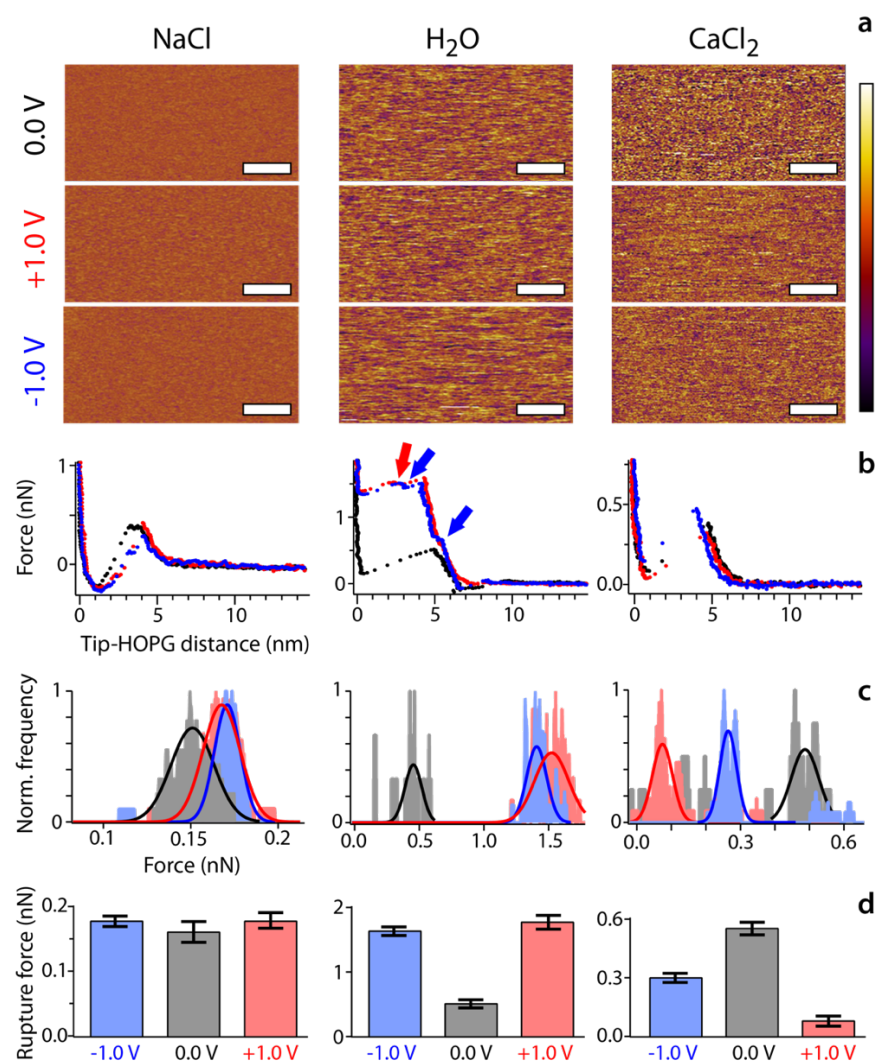 a
NaCl H₂O CaCl₂
0.0 V
+1.0 V
-1.0 V
b
Force (nN)
1
0
1
0
0.5
0.0
0 5 10
0 5 10
0 5 10
Tip-HOPG distance (nm)
c
Norm. frequency
1
0
1
0
1
0
0.1 0.15 0.2
0.0 0.5 1.0 1.5
0.0 0.3 0.6
Force (nN)
d
Rupture force (nN)
0.2
0.1
0.0
2
1
0
0.6
0.3
0.0
-1.0 V 0.0 V +1.0 V
-1.0 V 0.0 V +1.0 V
-1.0 V 0.0 V +1.0 V